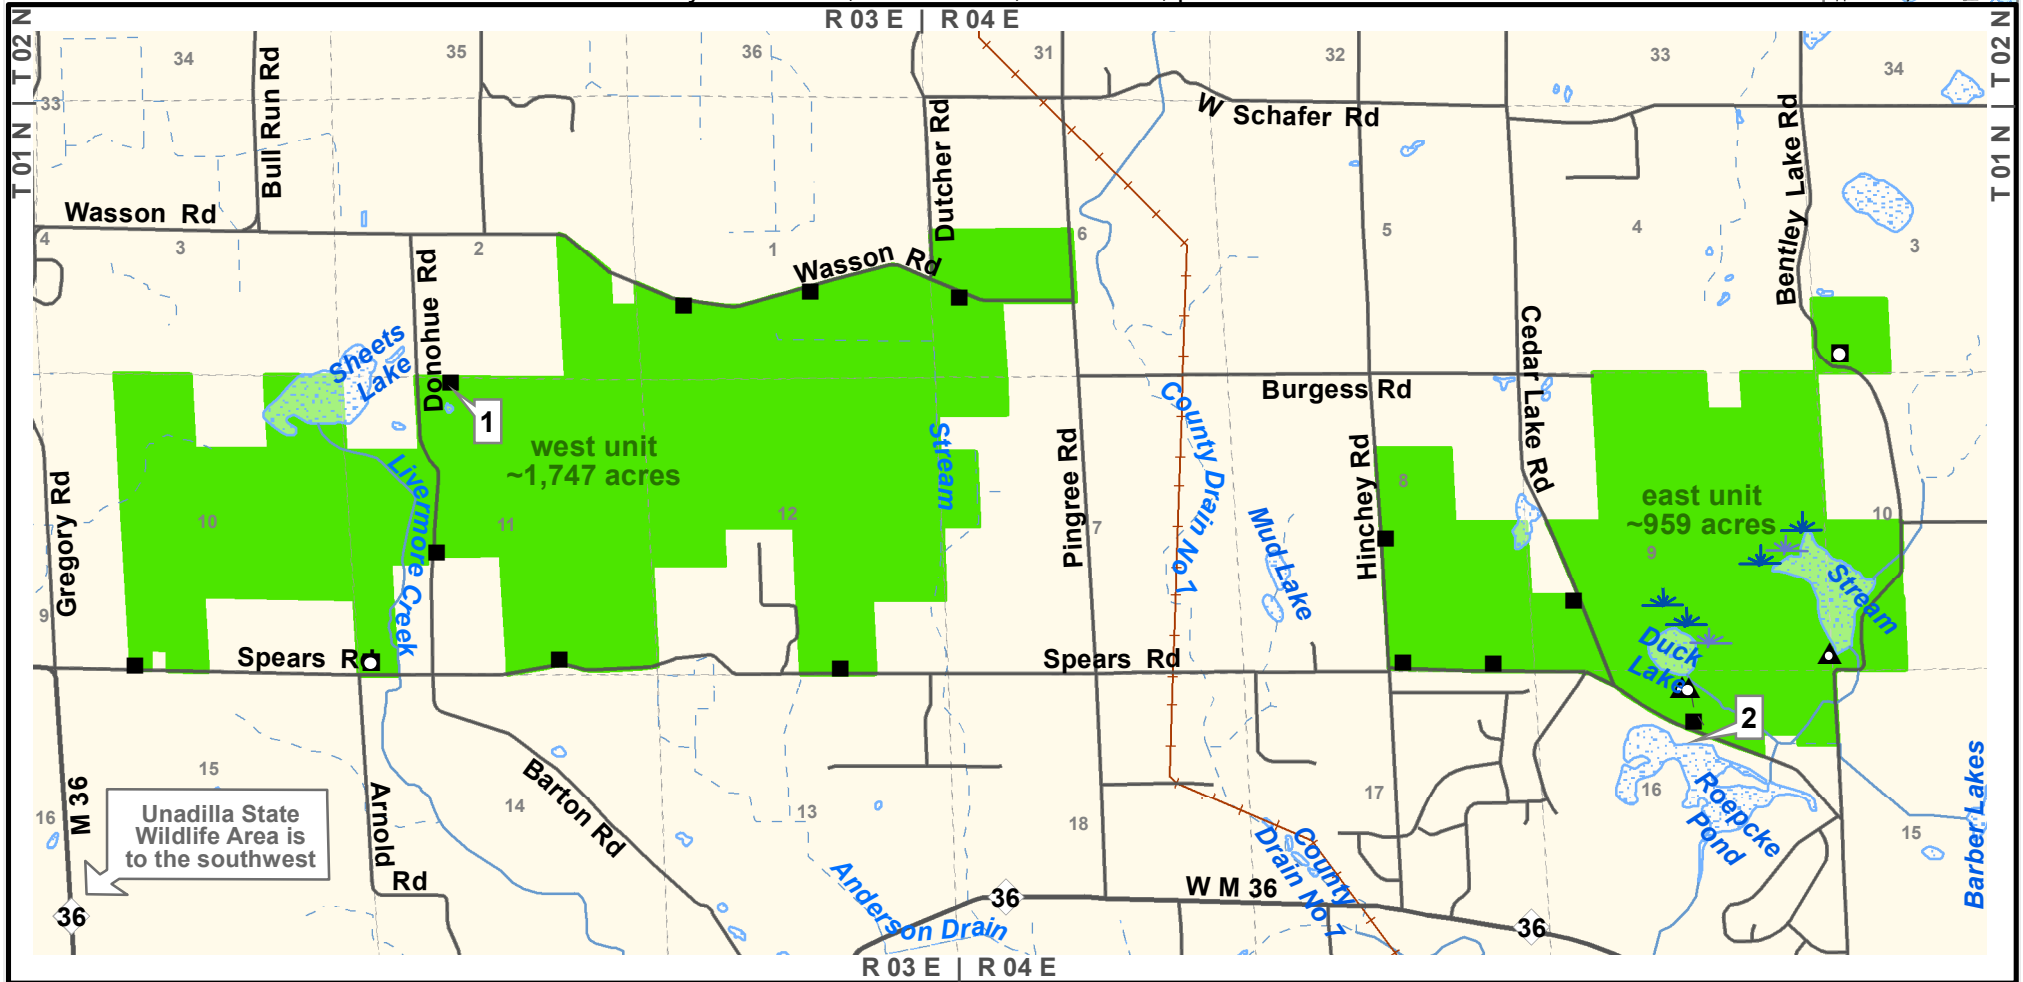 R 03 E | R 04 E
T 01 N | T 02 N
T 01 N | T 02 N
34
35
36
31
32
33
34
33
Bull Run Rd
Dutcher Rd
W Schafer Rd
Bentley Lake Rd
Wasson Rd
4
3
2
1
6
5
4
3
Wasson Rd
Donohue Rd
Sheets
Lake
Cedar Lake Rd
Burgess Rd
1
west unit
~1,747 acres
Stream
County Drain No 1
Pingree Rd
Hinchey Rd
8
east unit
~959 acres
Gregory Rd
10
Livermore Creek
11
12
7
Mud Lake
9
10
9
Stream
Duck
Lake
Spears Rd
Spears Rd
2
M 36
15
16
Unadilla State
Wildlife Area is
to the southwest
Arnold
Rd
14
Barton Rd
13
18
17
16
Roepcke
Pond
15
Barber Lakes
County
Drain No 1
Anderson Drain
36
36
W M 36
36
R 03 E | R 04 E